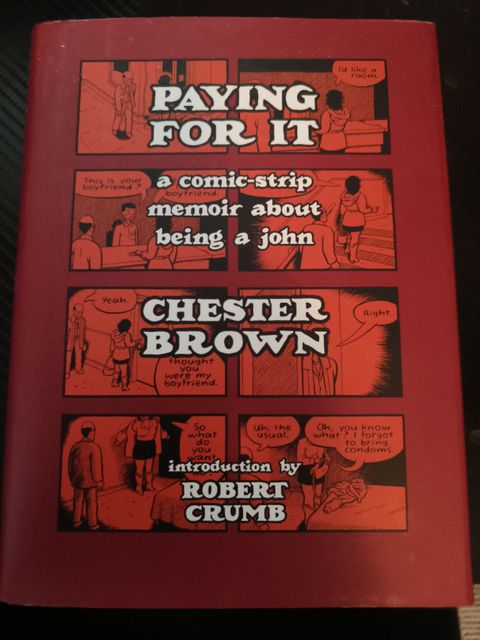 I'd like a
room.
PAYING
FOR IT
This is your
boyfriend?
boyfriend.
a comic-strip
memoir about
being a john
Yeah.
Right.
CHESTER
BROWN
thought
you
were my
boyfriend.
So
what
do
you
want
Uh, the
usual.
Oh, you know
what? I forgot
to bring
condoms.
introduction by
ROBERT
CRUMB